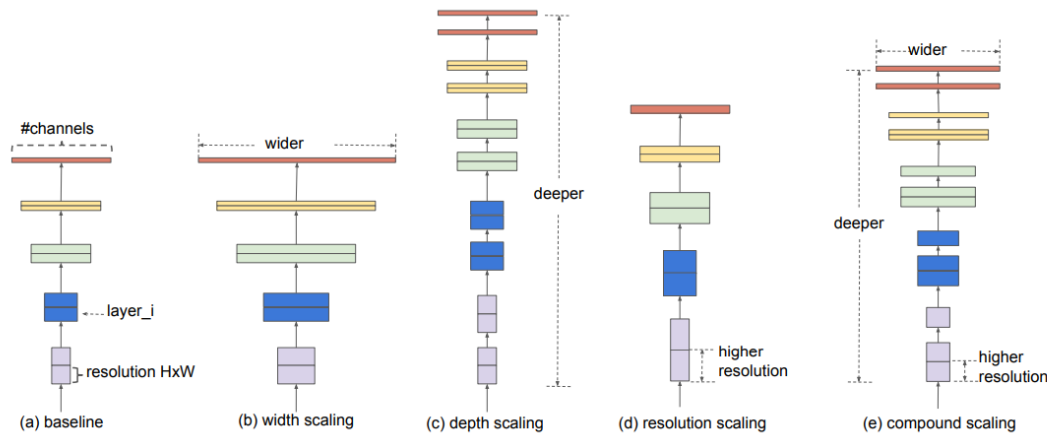 #channels
layer_i
resolution HxW
(a) baseline
wider
(b) width scaling
deeper
(c) depth scaling
higher
resolution
(d) resolution scaling
wider
deeper
higher
resolution
(e) compound scaling